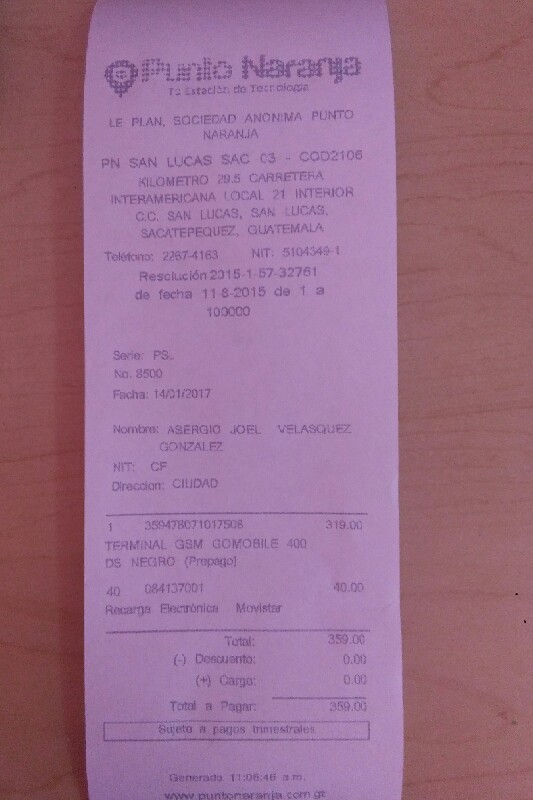 Punto Naranja
Tu Estación de Tecnología
LE PLAN, SOCIEDAD ANONIMA PUNTO
NARANJA
PN SAN LUCAS SAC 03 - COD2106
KILOMETRO 29.5 CARRETERA
INTERAMERICANA LOCAL 21 INTERIOR
C.C. SAN LUCAS, SAN LUCAS,
SACATEPEQUEZ, GUATEMALA
Teléfono: 2267-4163 NIT: 5104349-1
Resolución 2015-1-57-32761
de fecha 11-8-2015 de 1 a
100000
Serie: PSL
No. 8500
Fecha: 14/01/2017
Nombre: ASERGIO JOEL VELASQUEZ
GONZALEZ
NIT: CF
Direccion: CIUDAD
1 359478071017508 319.00
TERMINAL GSM GOMOBILE 400
DS NEGRO (Prepago)
40 084137001 40.00
Recarga Electrónica Movistar
Total: 359.00
(-) Descuento: 0.00
(+) Cargo: 0.00
Total a Pagar: 359.00
Sujeto a pagos trimestrales
Generado 11:06:46 a.m.
www.puntonaranja.com.gt